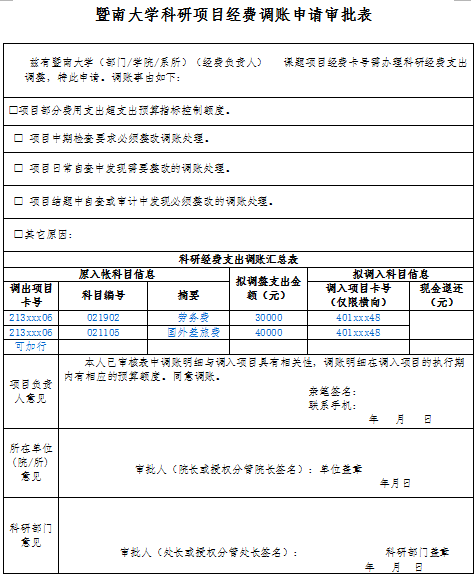 暨南大学科研项目经费调账申请审批表
兹有暨南大学（部门/学院/系所）（经费负责人） 课题项目经费卡号需办理科研经费支出
调整，特此申请。调账事由如下：
□项目部分费用支出超支出预算指标控制额度。
□ 项目中期检查要求必须整改调账处理。
□ 项目日常自查中发现需要整改的调账处理。
□ 项目结题中自查或审计中发现必须整改的调账处理。
□其它原因：
科研经费支出调账汇总表
原入帐科目信息 拟调整支出金额（元） 拟调入科目信息
调出项目卡号 科目编号 摘要 调入项目卡号（仅限横向） 现金退还（元）
213xxx06 021902 劳务费 30000 401xxx45
213xxx06 021105 国外差旅费 40000 401xxx45
可加行
项目负责人意见
本人已审核表中调账明细与调入项目具有相关性，调账明细在调入项目的执行期
内有相应的预算额度。同意调账。
亲笔签名：
联系手机：
年 月 日
所在单位（院/所）意见
审批人（院长或授权分管院长签名）：单位盖章
年月日
科研部门意见
审批人（处长或授权分管处长签名）： 科研部门盖章
年 月 日